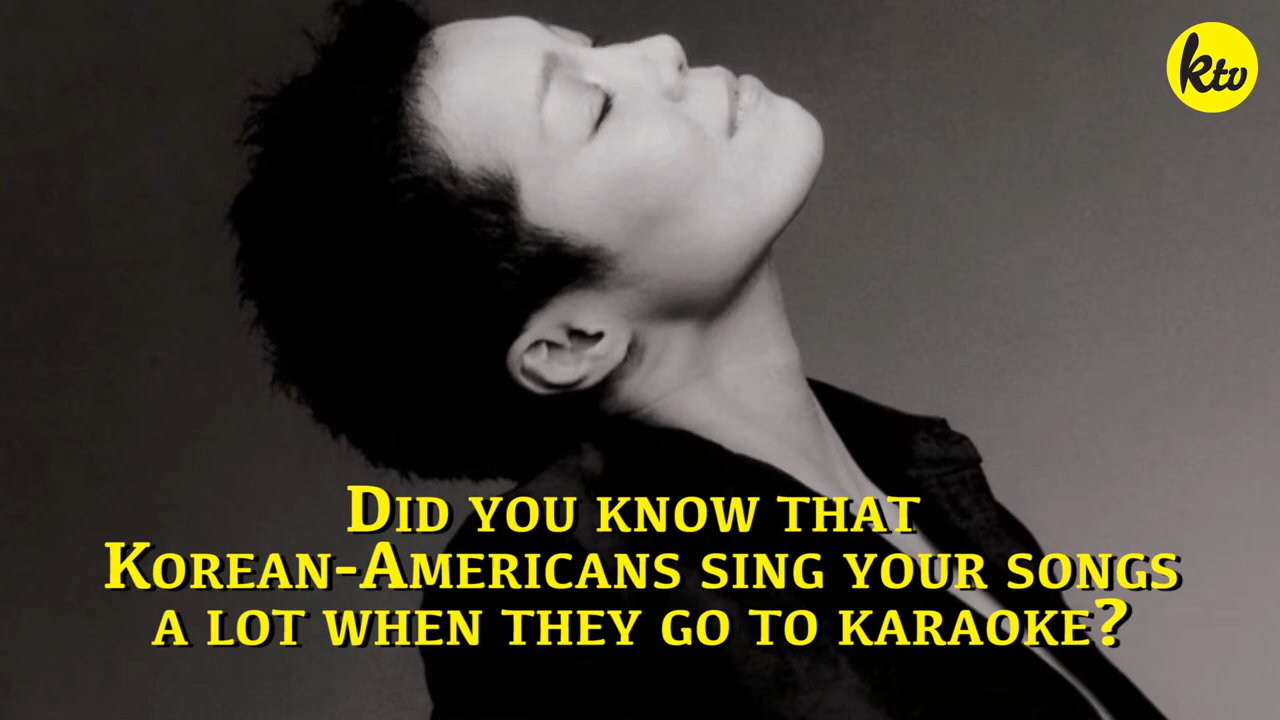 ktv
Did you know that
Korean-Americans sing your songs
a lot when they go to karaoke?